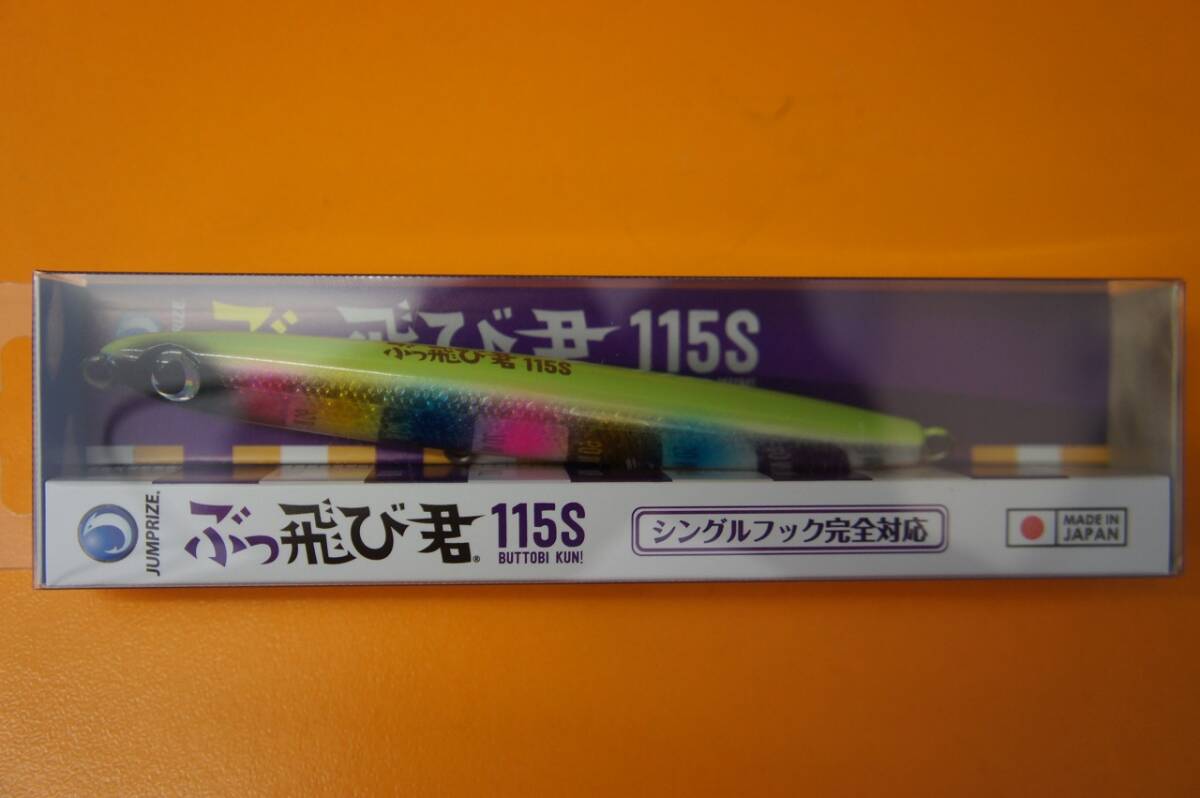 JUMPRIZE
ぶっ飛び君 115S
ぶっ飛び君 115S
JUMPRIZE®
ぶっ飛び君® 115S
BUTTOBI KUN!
シングルフック完全対応
MADE IN
JAPAN